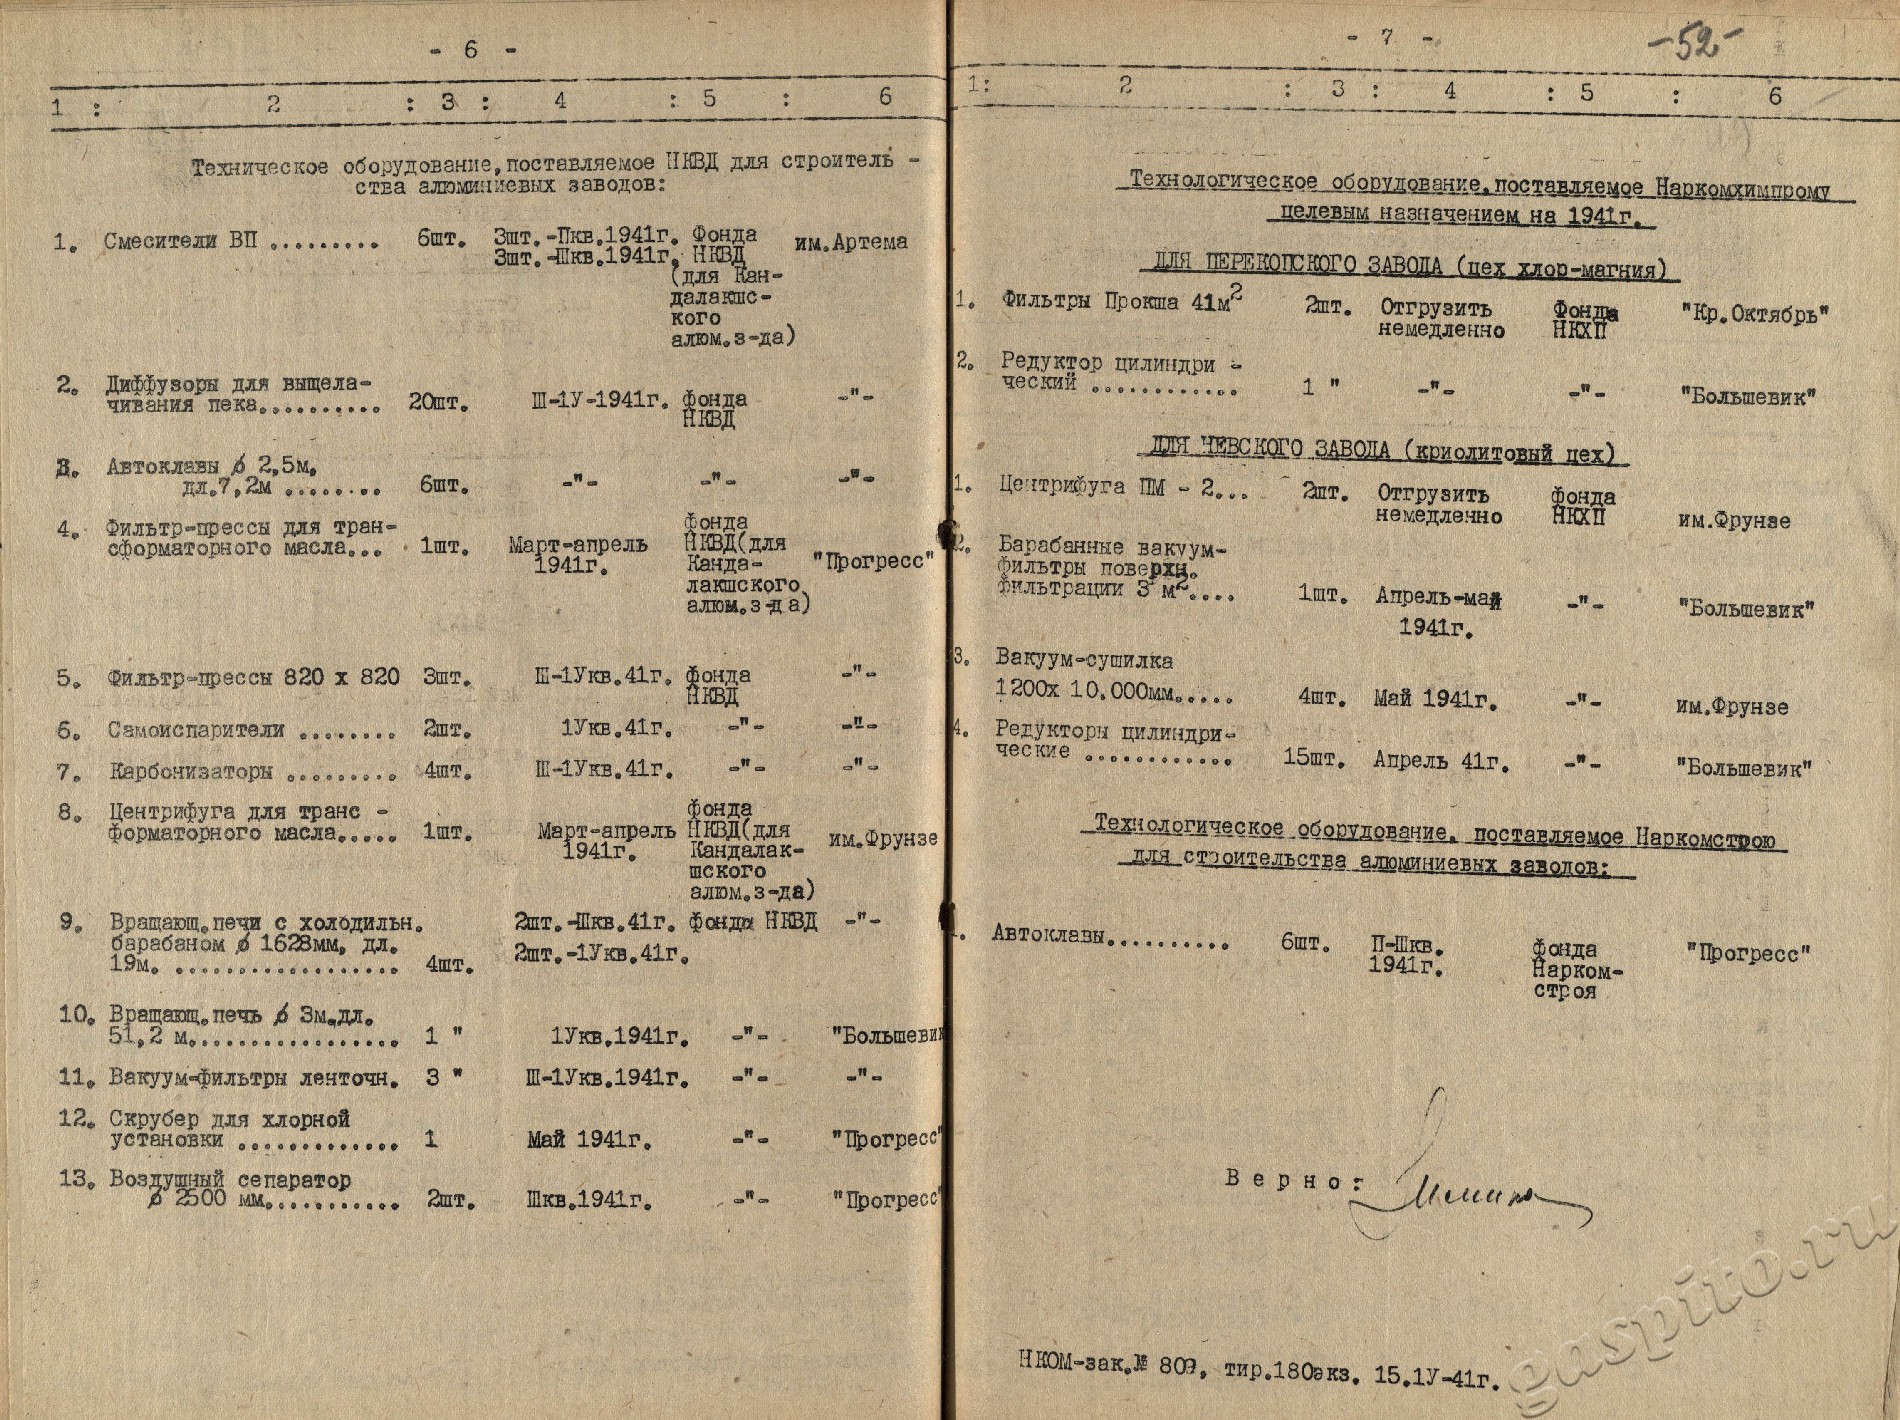 - 6 -
1 : 2 : 3 : 4 : 5 : 6
Техническое оборудование,поставляемое НКВД для строитель -
ства алюминиевых заводов:
1. Смесители ВП ......... 6шт. 3шт.-Пкв.1941г. Фонда им.Артема
3шт.-Шкв.1941г. НКВД
(для Кан-
далакшс-
кого
алюм.з-да)
2. Диффузоры для выщела-
чивания пека.......... 20шт. Ш-1У-1941г. фонда -"-
НКВД
3. Автоклавы ø 2,5м,
дл.7,2м ........ 6шт. -"- -"- -"-
4. Фильтр-прессы для тран- фонда
сформаторного масла... 1шт. Март-апрель НКВД(для "Прогресс"
1941г. Канда-
лакшского
алюм.з-да)
5. Фильтр-прессы 820 х 820 3шт. Ш-1Укв.41г. фонда -"-
НКВД
6. Самоиспарители ........ 2шт. 1Укв.41г. -"- -"-
7. Карбонизаторы ......... 4шт. Ш-1Укв.41г. -"- -"-
8. Центрифуга для транс - фонда
форматорного масла..... 1шт. Март-апрель НКВД(для им.Фрунзе
1941г. Кандалак-
шского
алюм.з-да)
9. Вращающ.печи с холодильн. 2шт.-Шкв.41г. фонда НКВД -"-
барабаном ø 1628мм, дл.
19м. .................. 4шт. 2шт.-1Укв.41г.
10. Вращающ.печь ø 3м,дл.
51,2 м................. 1 " 1Укв.1941г. -"- "Большевик
11. Вакуум-фильтры ленточн. 3 " Ш-1Укв.1941г. -"- -"-
12. Скрубер для хлорной
установки ............. 1 Май 1941г. -"- "Прогресс"
13. Воздушный сепаратор
ø 2500 мм........... 2шт. Шкв.1941г. -"- "Прогресс"
- 7 -
-52-
1: 2 : 3 : 4 : 5 : 6
Технологическое оборудование,поставляемое Наркомхимпрому
целевым назначением на 1941г.
ДЛЯ ПЕРЕКОПСКОГО ЗАВОДА (цех хлор-магния)
1. Фильтры Прокша 41м2 2шт. Отгрузить Фонда "Кр.Октябрь"
немедленно НКХП
2. Редуктор цилиндри -
ческий ............ 1 " -"- -"- "Большевик"
ДЛЯ ЧЕВСКОГО ЗАВОДА (криолитовый цех)
1. Центрифуга ПМ - 2... 2шт. Отгрузить фонда
немедленно НКХП им.Фрунзе
2. Барабанные вакуум-
фильтры поверхн.
фильтрации 3 м2.... 1шт. Апрель-май -"- "Большевик"
1941г.
3. Вакуум-сушилка
1200х 10.000мм..... 4шт. Май 1941г. -"- им.Фрунзе
4. Редукторы цилиндри-
ческие ............ 15шт. Апрель 41г. -"- "Большевик"
Технологическое оборудование, поставляемое Наркомстрою
для строительства алюминиевых заводов:
1. Автоклавы.......... 6шт. П-Шкв. фонда "Прогресс"
1941г. Нарком-
строя
Верно:
НКОМ-зак.№ 809, тир.180экз. 15.1У-41г.
gaspito.ru